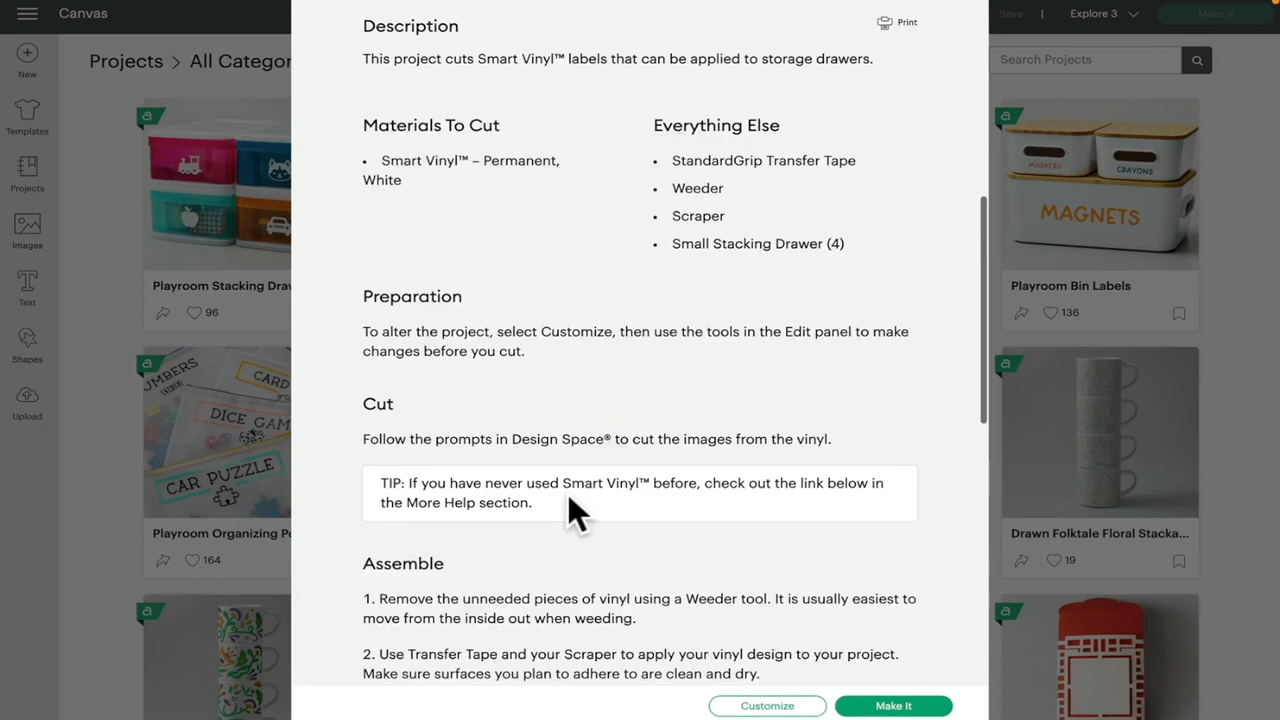 Canvas
Save
|
Explore 3
Make It
New
Templates
Projects
Images
Text
Shapes
Upload
Projects > All Categor
Search Projects
Playroom Stacking Draw
96
CARD
DICE GAME
CAR PUZZLE
Playroom Organizing Po
164
Description
Print
This project cuts Smart Vinyl™ labels that can be applied to storage drawers.
Materials To Cut
• Smart Vinyl™ – Permanent,
White
Everything Else
• StandardGrip Transfer Tape
• Weeder
• Scraper
• Small Stacking Drawer (4)
Preparation
To alter the project, select Customize, then use the tools in the Edit panel to make
changes before you cut.
Cut
Follow the prompts in Design Space® to cut the images from the vinyl.
TIP: If you have never used Smart Vinyl™ before, check out the link below in
the More Help section.
Assemble
1. Remove the unneeded pieces of vinyl using a Weeder tool. It is usually easiest to
move from the inside out when weeding.
2. Use Transfer Tape and your Scraper to apply your vinyl design to your project.
Make sure surfaces you plan to adhere to are clean and dry.
Customize
Make It
MARKERS
CRAYONS
MAGNETS
Playroom Bin Labels
136
Drawn Folktale Floral Stacka...
19